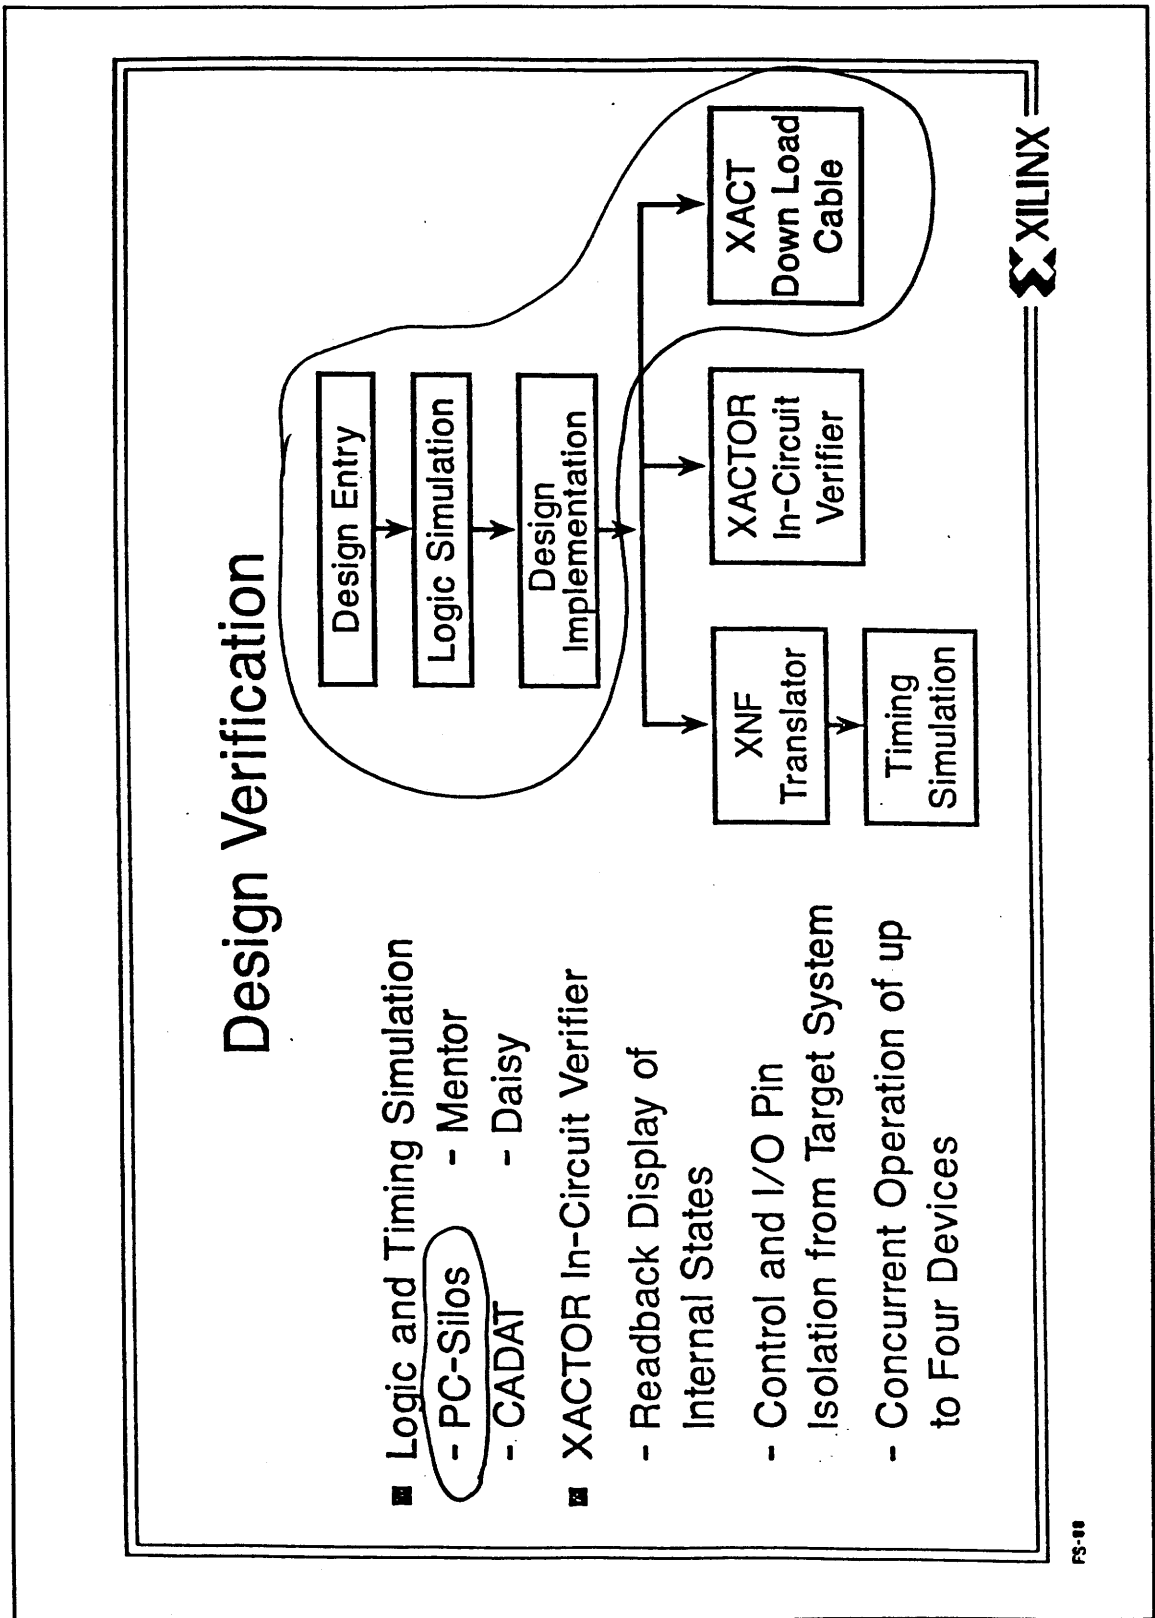 Design Verification
■ Logic and Timing Simulation
- PC-Silos - Mentor
- CADAT - Daisy
■ XACTOR In-Circuit Verifier
- Readback Display of
Internal States
- Control and I/O Pin
Isolation from Target System
- Concurrent Operation of up
to Four Devices
Design Entry
Logic Simulation
Design
Implementation
XNF
Translator
Timing
Simulation
XACTOR
In-Circuit
Verifier
XACT
Down Load
Cable
XILINX